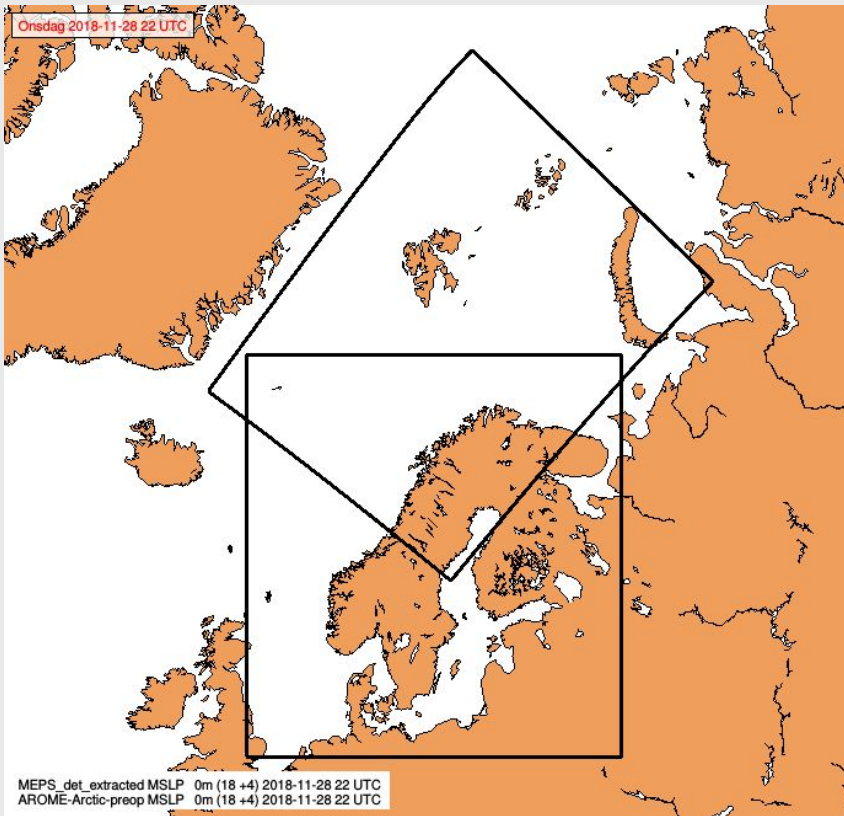 Onsdag 2018-11-28 22 UTC
MEPS_det_extracted MSLP 0m (18 +4) 2018-11-28 22 UTC
AROME-Arctic-preop MSLP 0m (18 +4) 2018-11-28 22 UTC